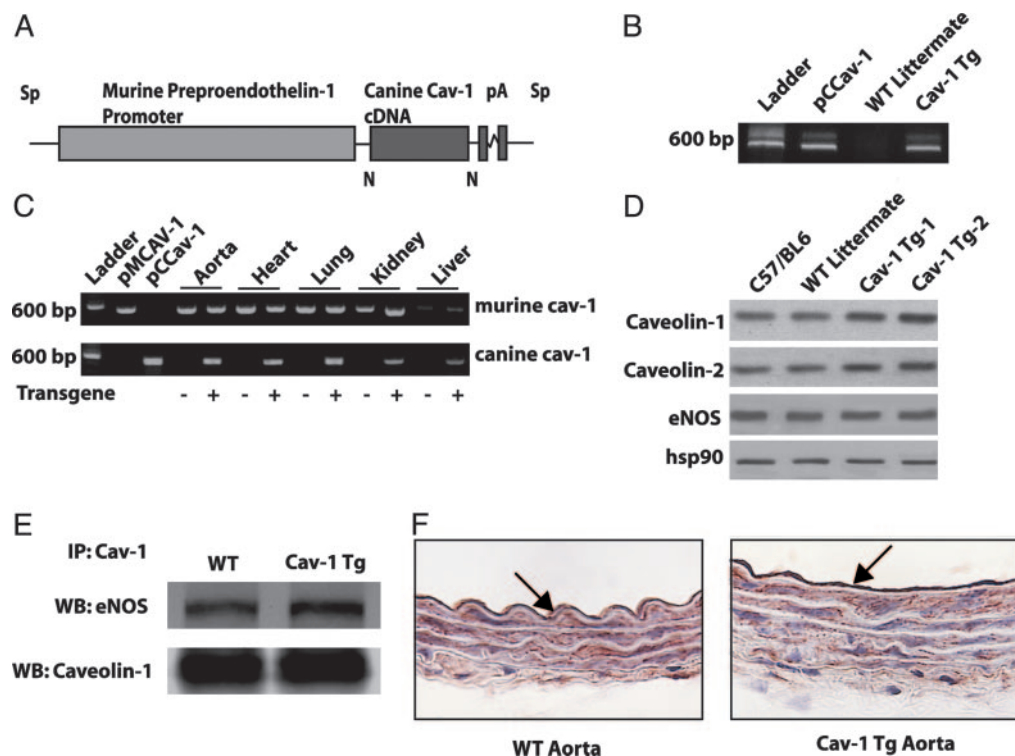 A
Sp
Murine Preproendothelin-1
Promoter
Canine Cav-1
cDNA
pA
Sp
N
N
B
Ladder
pCCav-1
WT Littermate
Cav-1 Tg
600 bp
C
Ladder
pMCAV-1
pCCav-1
Aorta
Heart
Lung
Kidney
Liver
600 bp
murine cav-1
600 bp
canine cav-1
Transgene - + - + - + - + - +
D
C57/BL6
WT Littermate
Cav-1 Tg-1
Cav-1 Tg-2
Caveolin-1
Caveolin-2
eNOS
hsp90
E
IP: Cav-1
WT
Cav-1 Tg
WB: eNOS
WB: Caveolin-1
F
WT Aorta
Cav-1 Tg Aorta